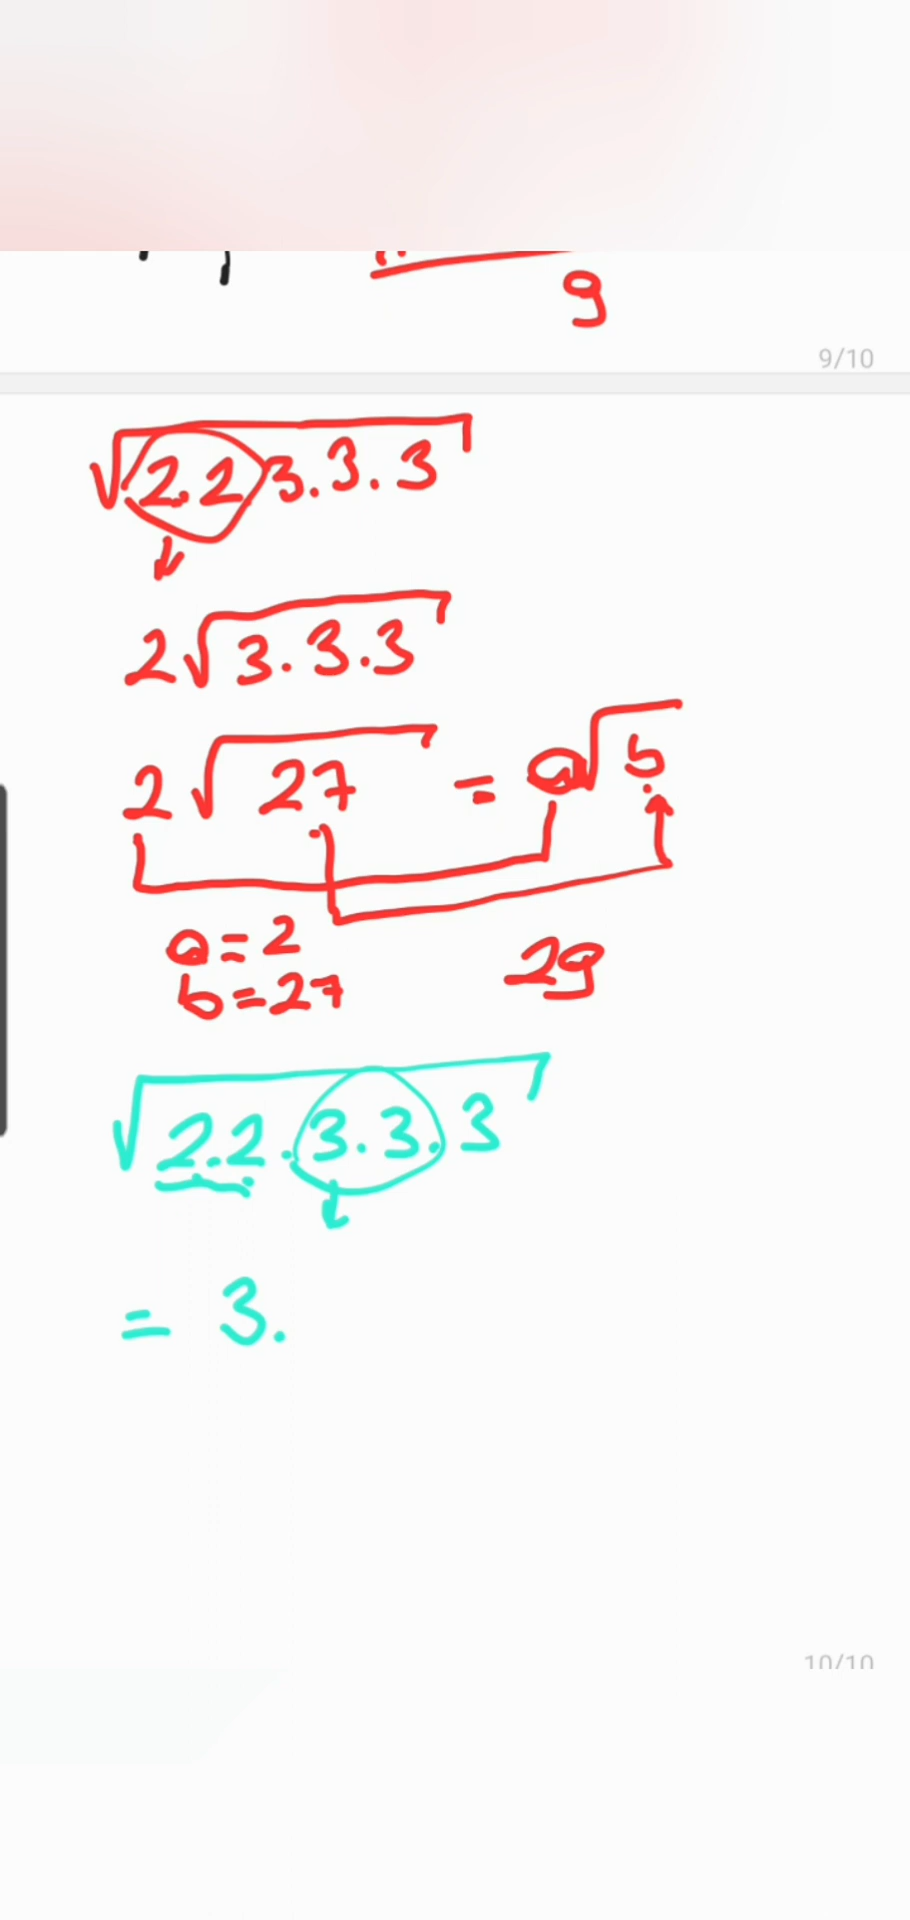 9
9/10
√2.2 3.3.3
2√3.3.3
2√27 = a√b
a=2
b=27
29
√2.2.3.3.3
= 3.
10/10